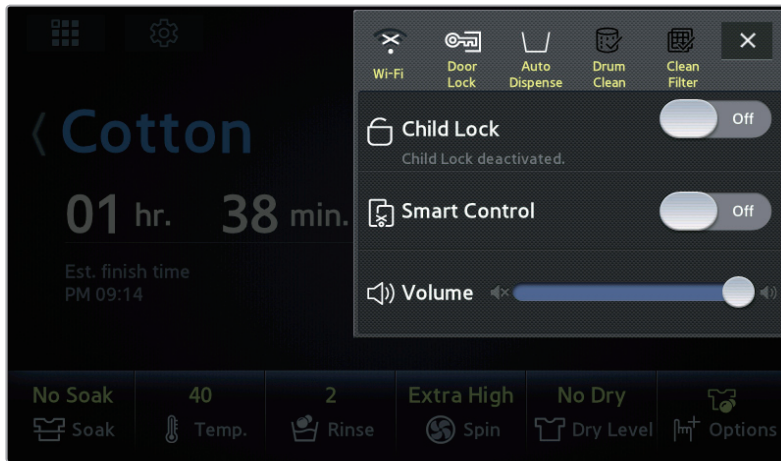 Wi-Fi
Door
Lock
Auto
Dispense
Drum
Clean
Clean
Filter
Cotton
01 hr. 38 min.
Est. finish time
PM 09:14
Child Lock
Off
Child Lock deactivated.
Smart Control
Off
Volume
No Soak
Soak
40
Temp.
2
Rinse
Extra High
Spin
No Dry
Dry Level
Options